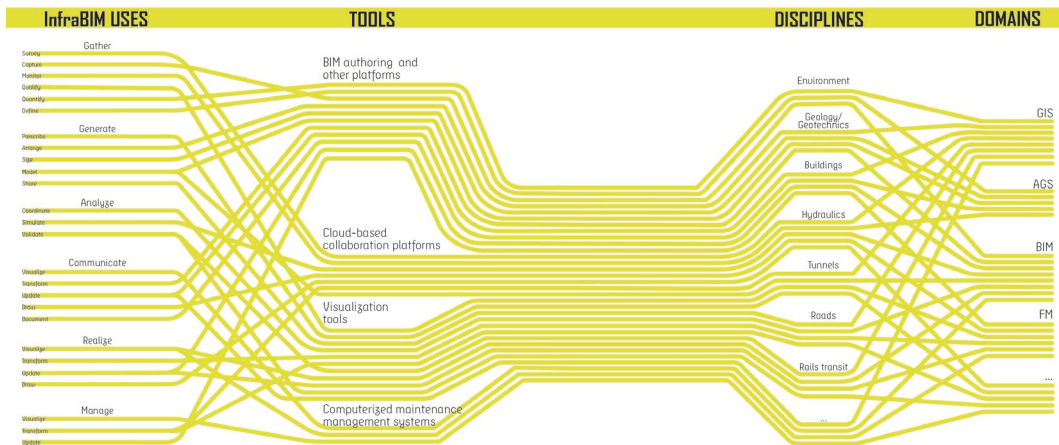 InfraBIM USES
TOOLS
DISCIPLINES
DOMAINS
Gather
Survey
Capture
Monitor
Qualify
Quantify
Define
Generate
Prescribe
Arrange
Size
Model
Share
Analyze
Coordinate
Simulate
Validate
Communicate
Visualize
Transform
Update
Draw
Document
Realize
Visualize
Transform
Update
Draw
Manage
Visualize
Transform
Update
BIM authoring and
other platforms
Cloud-based
collaboration platforms
Visualization
tools
Computerized maintenance
management systems
Environment
Geology/
Geotechnics
Buildings
Hydraulics
Tunnels
Roads
Rails transit
...
GIS
AGS
BIM
FM
...